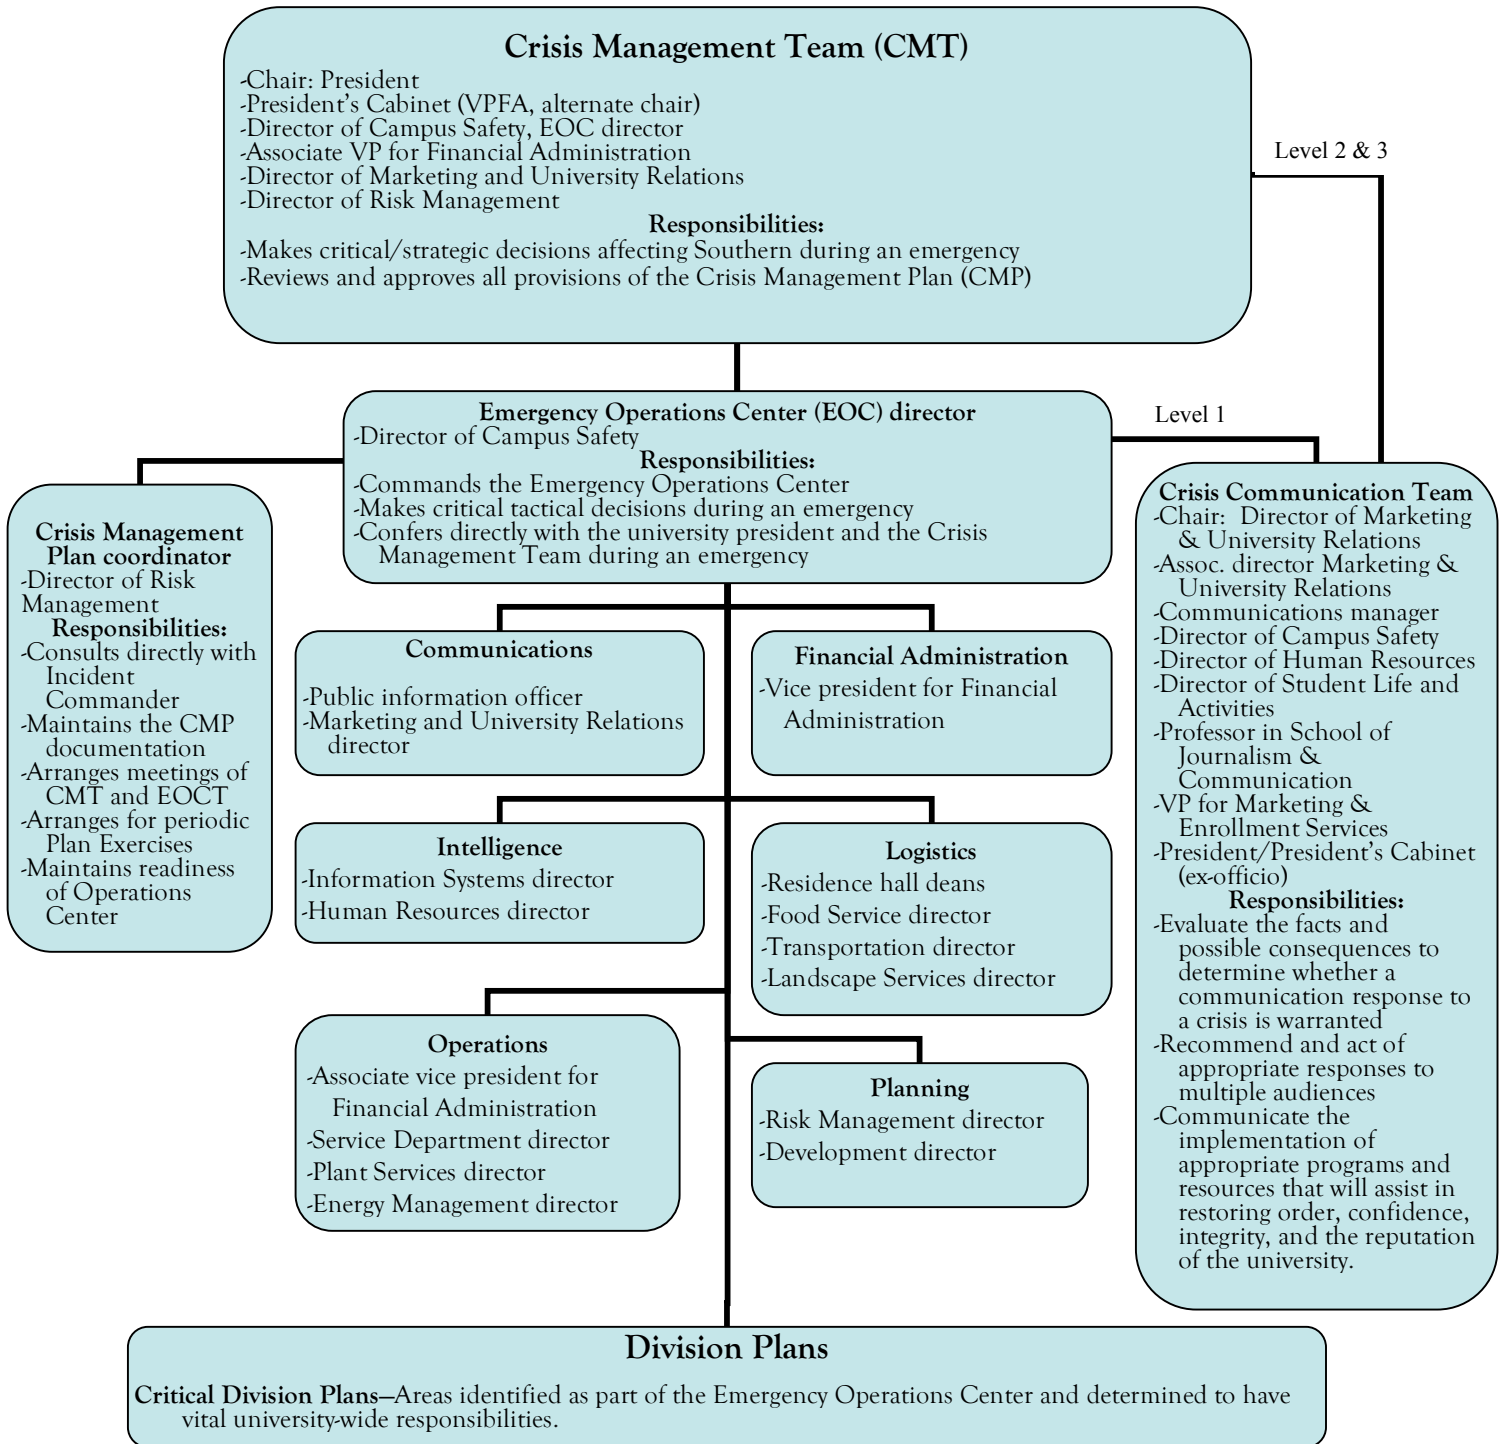 Crisis Management Team (CMT)
-Chair: President
-President's Cabinet (VPFA, alternate chair)
-Director of Campus Safety, EOC director
-Associate VP for Financial Administration
-Director of Marketing and University Relations
-Director of Risk Management
Responsibilities:
-Makes critical/strategic decisions affecting Southern during an emergency
-Reviews and approves all provisions of the Crisis Management Plan (CMP)
Level 2 & 3
Emergency Operations Center (EOC) director
-Director of Campus Safety
Responsibilities:
-Commands the Emergency Operations Center
-Makes critical tactical decisions during an emergency
-Confers directly with the university president and the Crisis
Management Team during an emergency
Level 1
Crisis Management
Plan coordinator
-Director of Risk
Management
Responsibilities:
-Consults directly with
Incident
Commander
-Maintains the CMP
documentation
-Arranges meetings of
CMT and EOCT
-Arranges for periodic
Plan Exercises
-Maintains readiness
of Operations
Center
Communications
-Public information officer
-Marketing and University Relations
director
Financial Administration
-Vice president for Financial
Administration
Intelligence
-Information Systems director
-Human Resources director
Logistics
-Residence hall deans
-Food Service director
-Transportation director
-Landscape Services director
Operations
-Associate vice president for
Financial Administration
-Service Department director
-Plant Services director
-Energy Management director
Planning
-Risk Management director
-Development director
Crisis Communication Team
-Chair: Director of Marketing
& University Relations
-Assoc. director Marketing &
University Relations
-Communications manager
-Director of Campus Safety
-Director of Human Resources
-Director of Student Life and
Activities
-Professor in School of
Journalism &
Communication
-VP for Marketing &
Enrollment Services
-President/President's Cabinet
(ex-officio)
Responsibilities:
-Evaluate the facts and
possible consequences to
determine whether a
communication response to
a crisis is warranted
-Recommend and act of
appropriate responses to
multiple audiences
-Communicate the
implementation of
appropriate programs and
resources that will assist in
restoring order, confidence,
integrity, and the reputation
of the university.
Division Plans
Critical Division Plans—Areas identified as part of the Emergency Operations Center and determined to have
vital university-wide responsibilities.